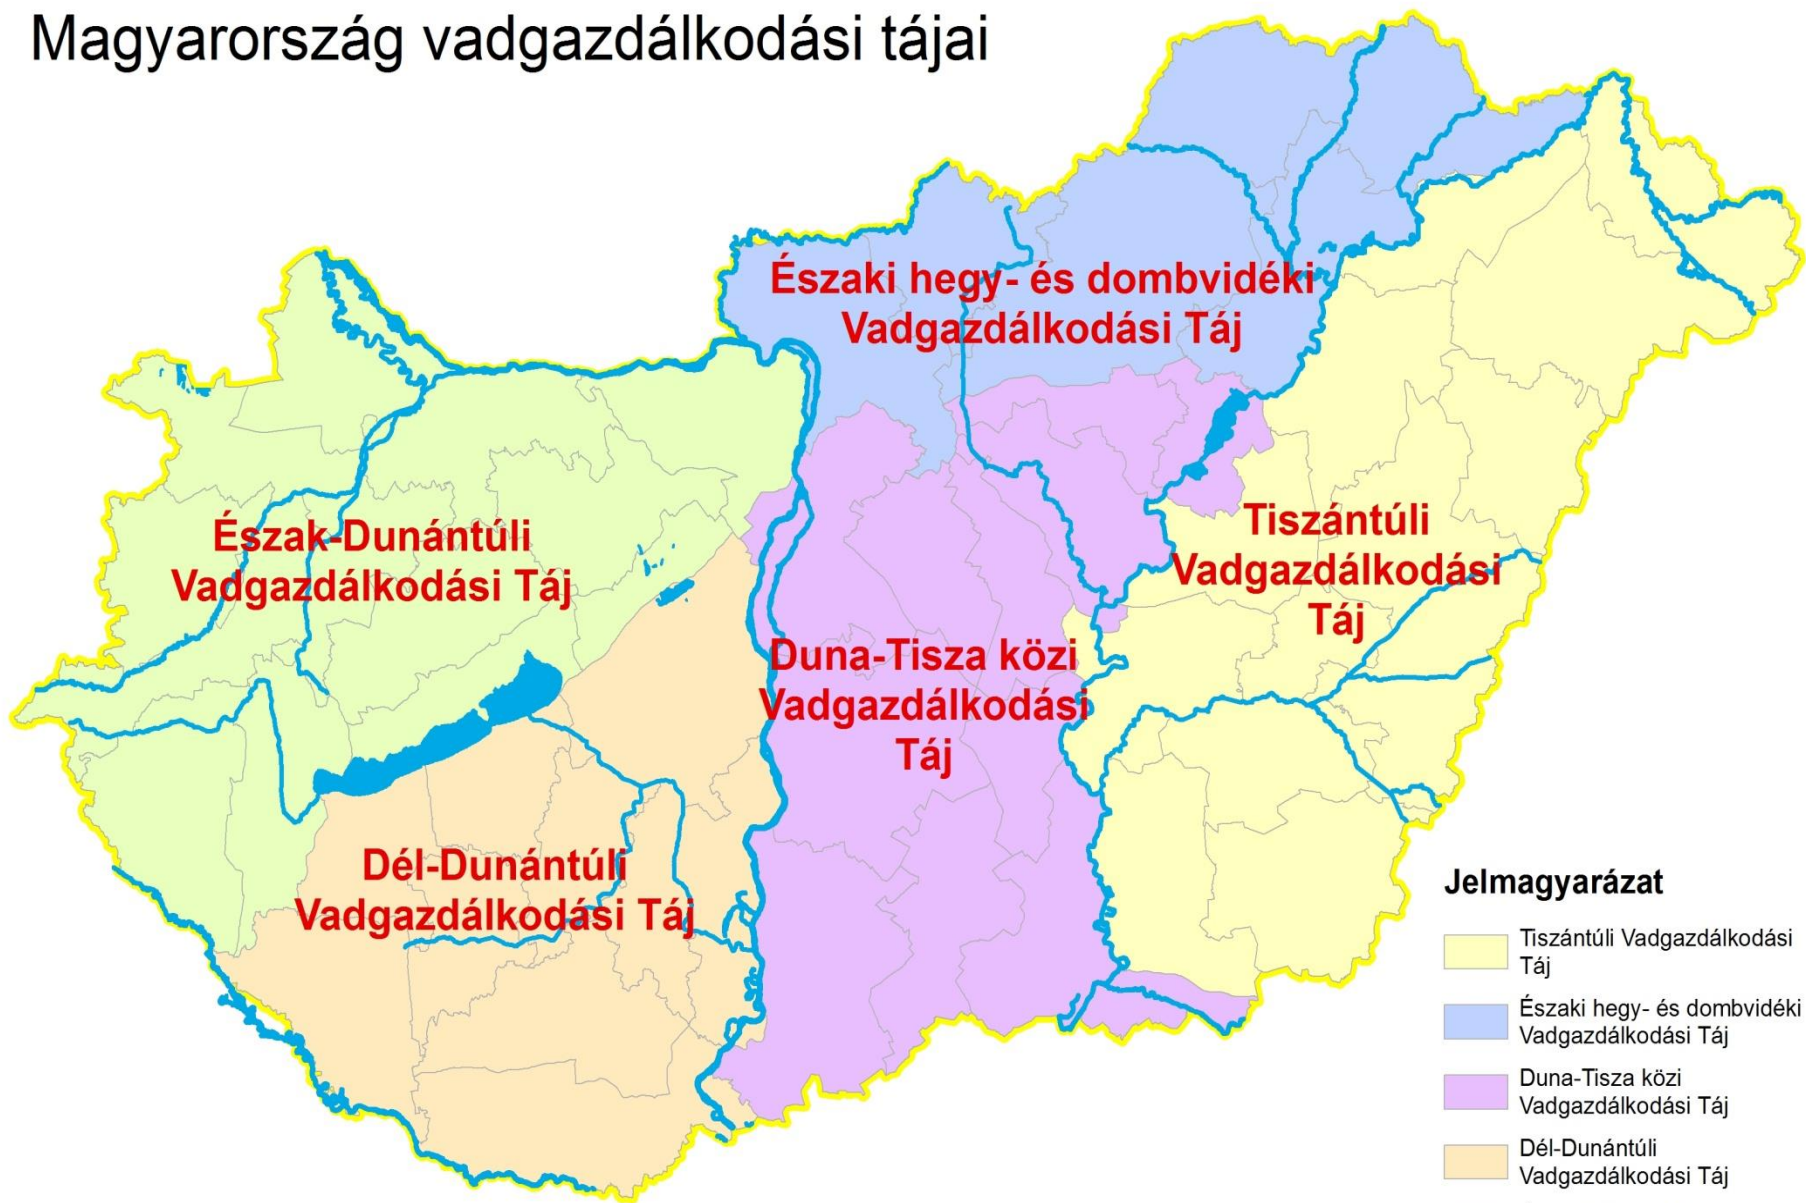 Magyarország vadgazdálkodási tájai
Északi hegy- és dombvidéki
Vadgazdálkodási Táj
Észak-Dunántúli
Vadgazdálkodási Táj
Tiszántúli
Vadgazdálkodási
Táj
Duna-Tisza közi
Vadgazdálkodási
Táj
Dél-Dunántúli
Vadgazdálkodási Táj
Jelmagyarázat
Tiszántúli Vadgazdálkodási
Táj
Északi hegy- és dombvidéki
Vadgazdálkodási Táj
Duna-Tisza közi
Vadgazdálkodási Táj
Dél-Dunántúli
Vadgazdálkodási Táj